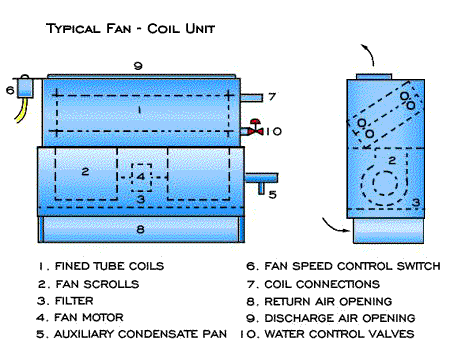 Typical Fan - Coil Unit
9
6
1
7
10
2
4
3
5
8
2
3
1. Fined Tube Coils
2. Fan Scrolls
3. Filter
4. Fan Motor
5. Auxiliary Condensate Pan
6. Fan Speed Control Switch
7. Coil Connections
8. Return Air Opening
9. Discharge Air Opening
10. Water Control Valves